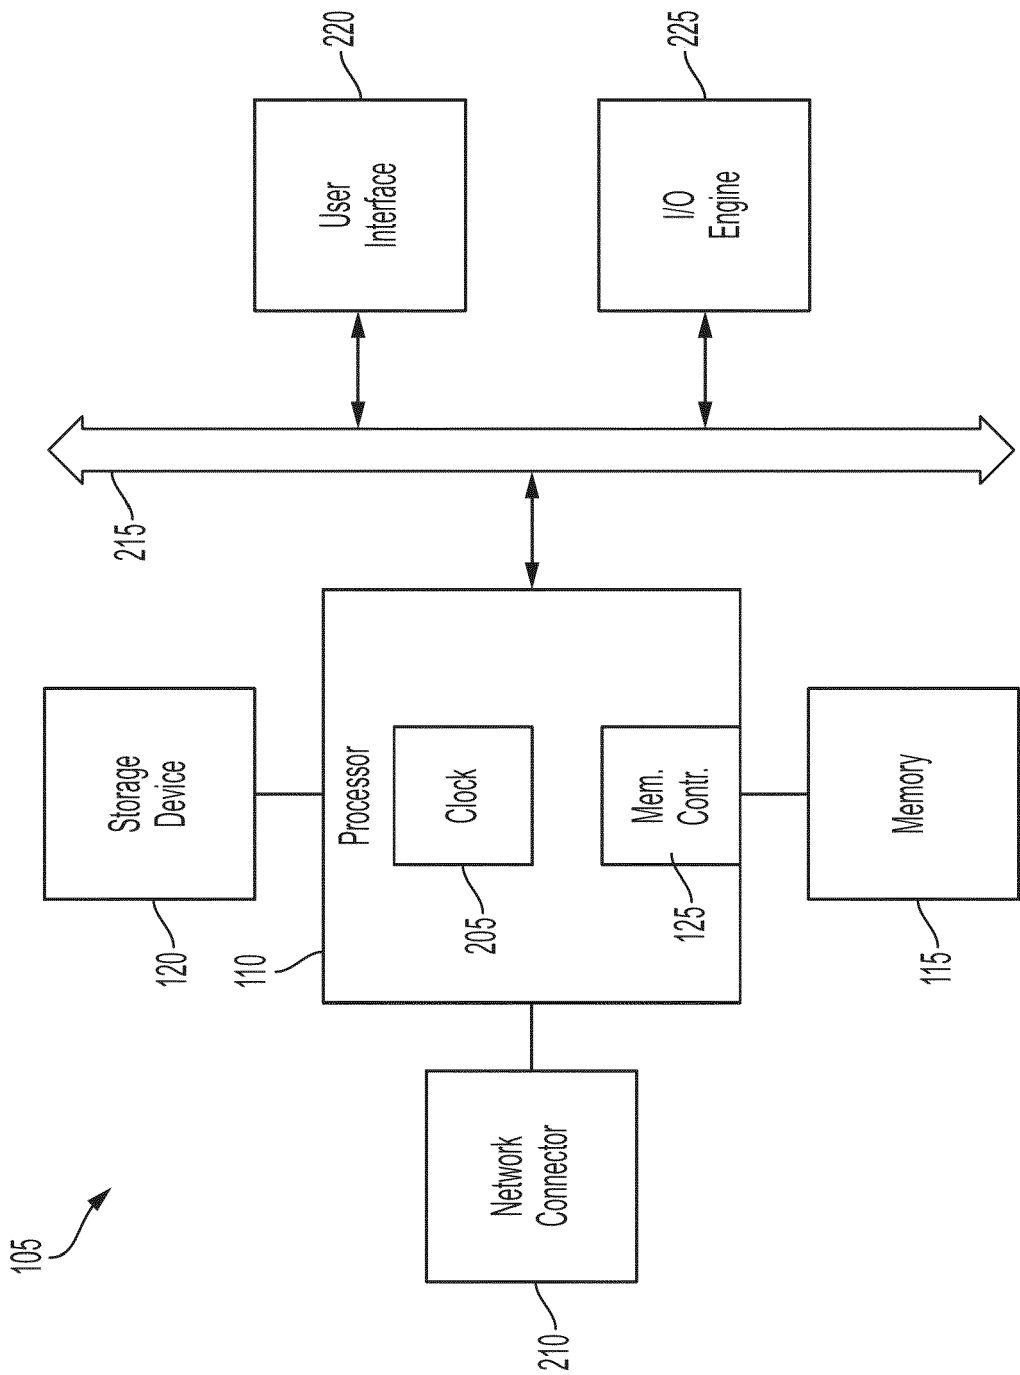 105
Storage
Device
120
215
110
Processor
User
Interface
220
Clock
205
Network
Connector
210
Mem.
Contr.
125
I/O
Engine
225
Memory
115